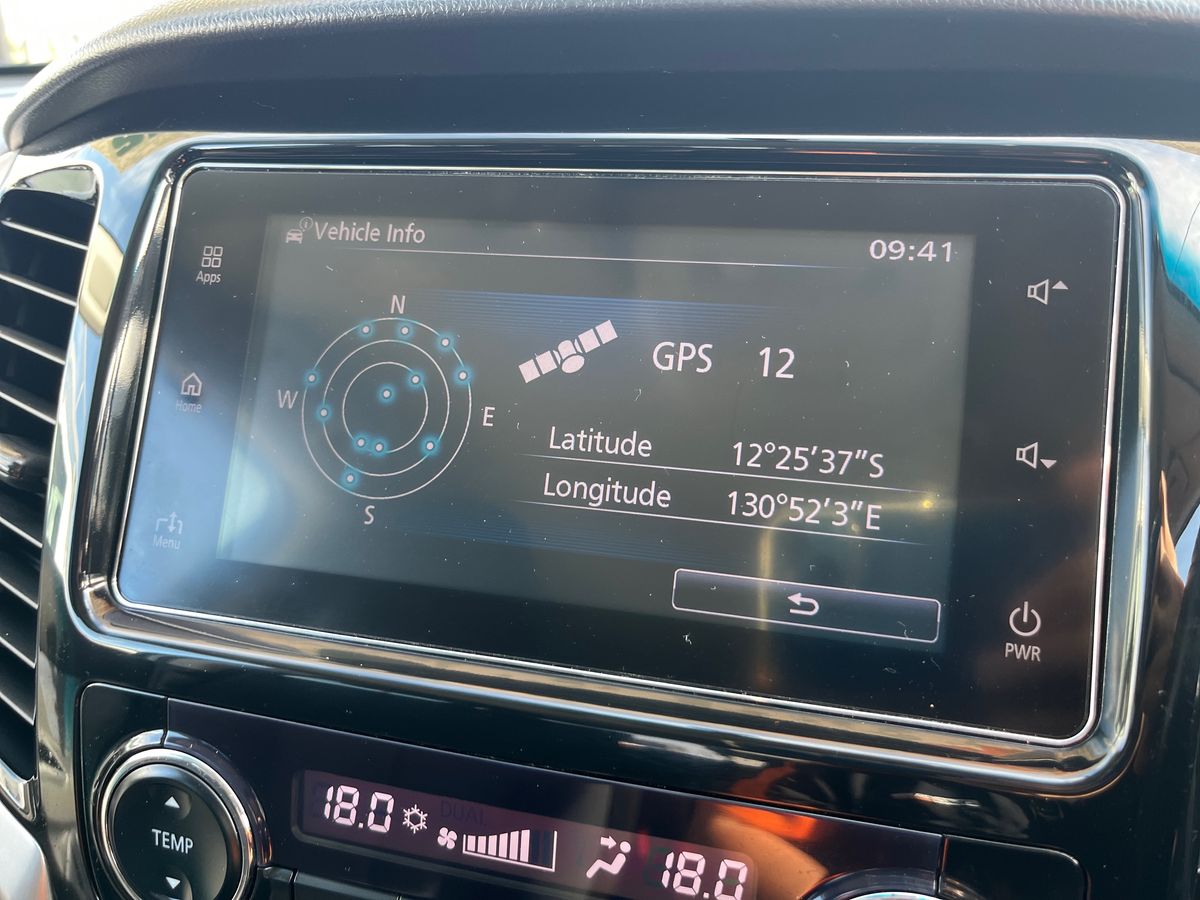 Vehicle Info
09:41
Apps
N
GPS 12
W
E
Home
Latitude 12°25'37"S
Longitude 130°52'3"E
S
Menu
PWR
18.0
DUAL
TEMP
18.0